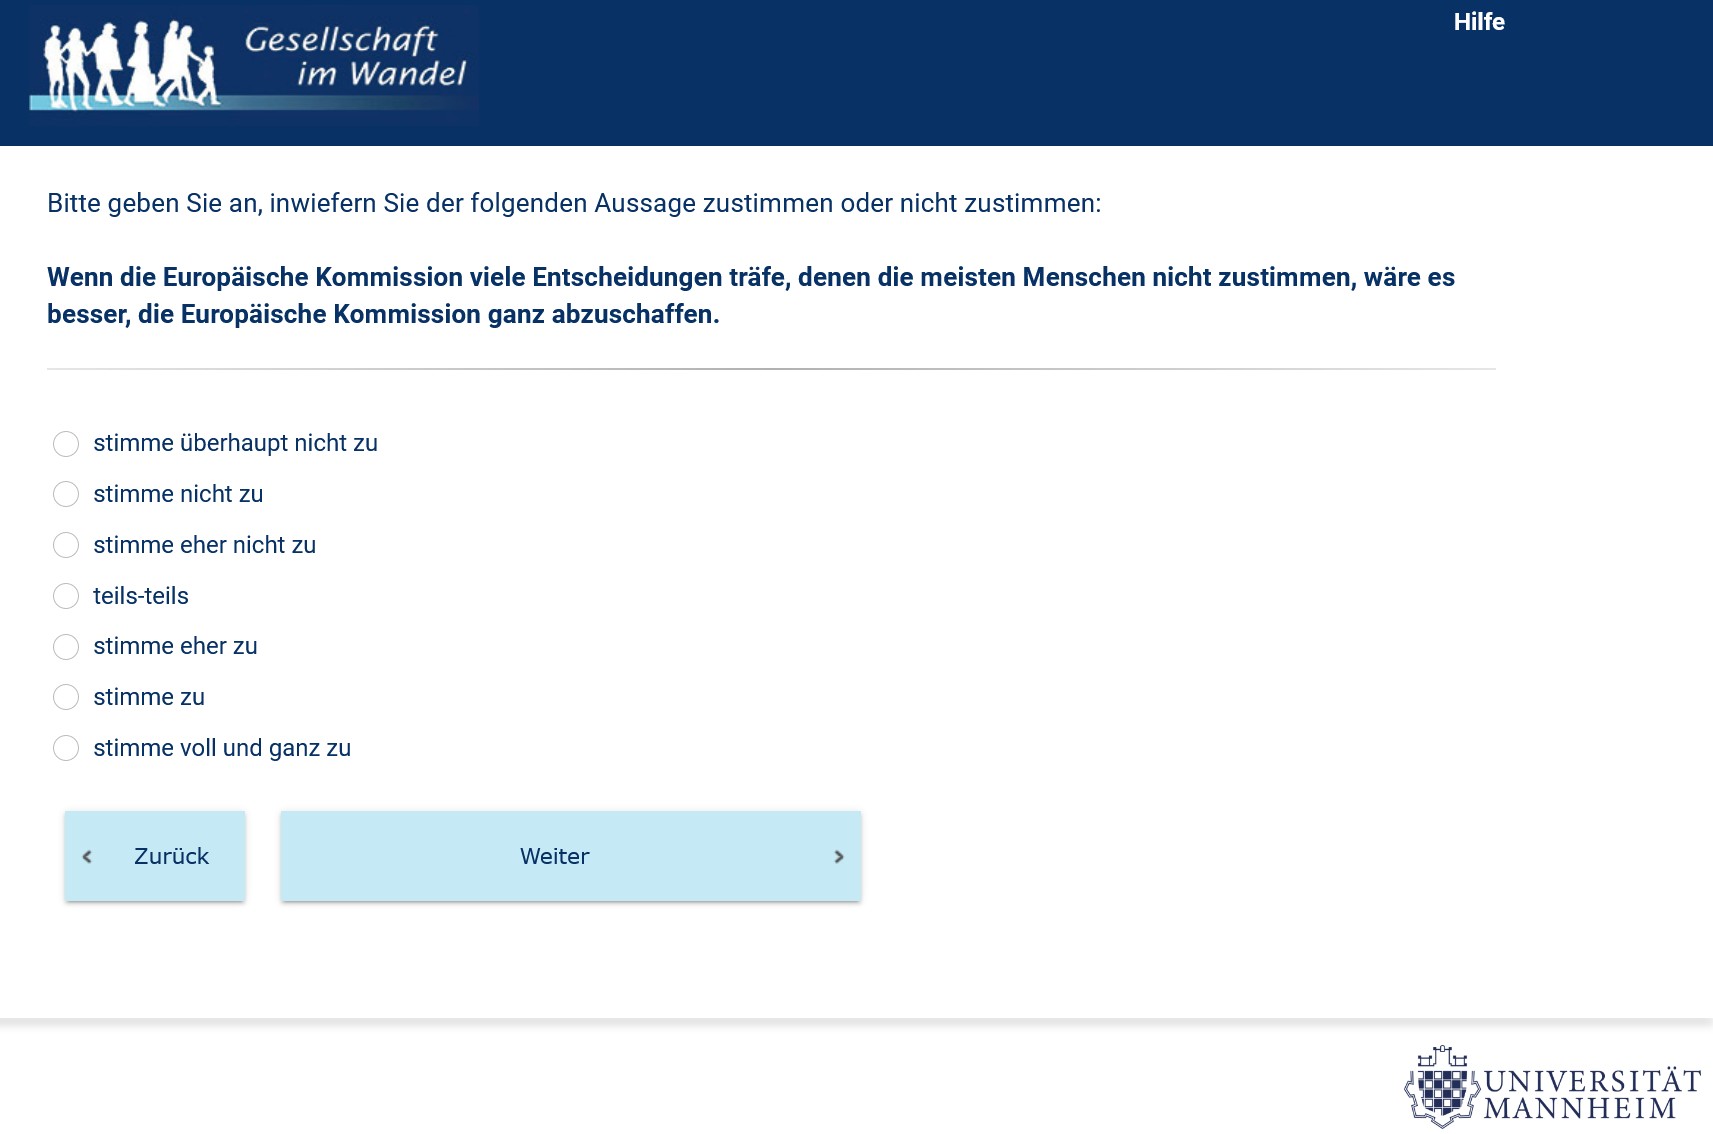 Gesellschaft
im Wandel
Hilfe
Bitte geben Sie an, inwiefern Sie der folgenden Aussage zustimmen oder nicht zustimmen:
Wenn die Europäische Kommission viele Entscheidungen träfe, denen die meisten Menschen nicht zustimmen, wäre es
besser, die Europäische Kommission ganz abzuschaffen.
stimme überhaupt nicht zu
stimme nicht zu
stimme eher nicht zu
teils-teils
stimme eher zu
stimme zu
stimme voll und ganz zu
Zurück
Weiter
UNIVERSITÄT
MANNHEIM